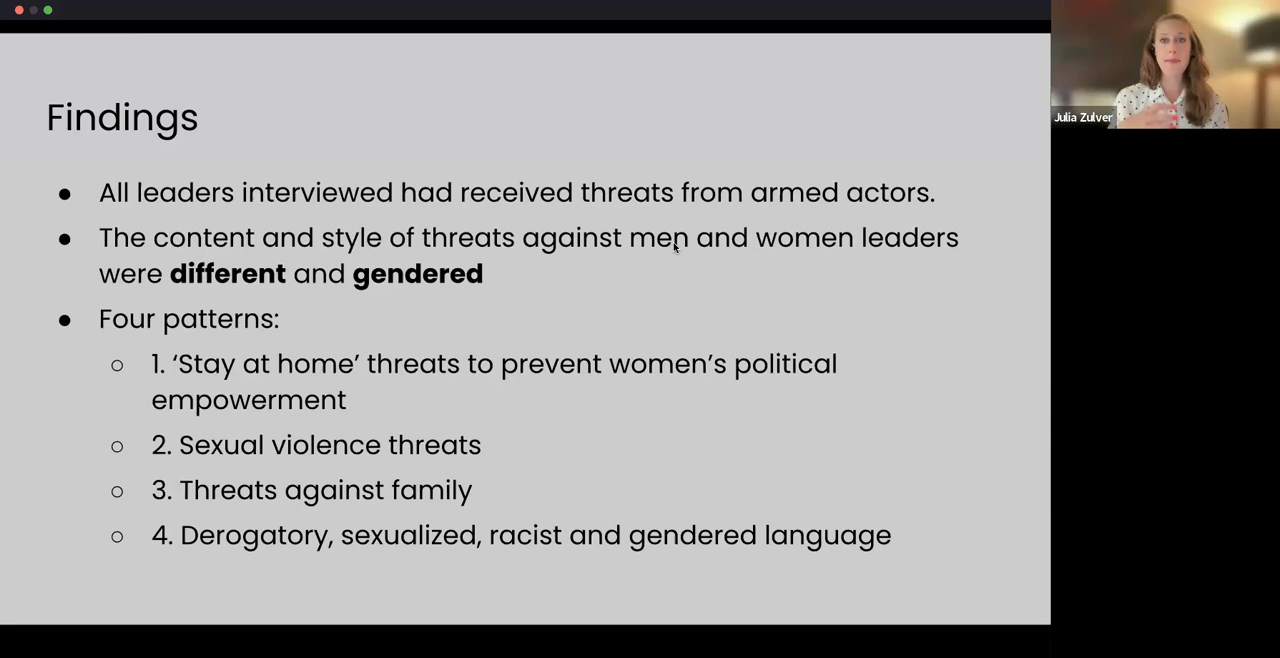 Findings
● All leaders interviewed had received threats from armed actors.
● The content and style of threats against men and women leaders
were different and gendered
● Four patterns:
○ 1. ‘Stay at home’ threats to prevent women’s political
empowerment
○ 2. Sexual violence threats
○ 3. Threats against family
○ 4. Derogatory, sexualized, racist and gendered language
Julia Zulver